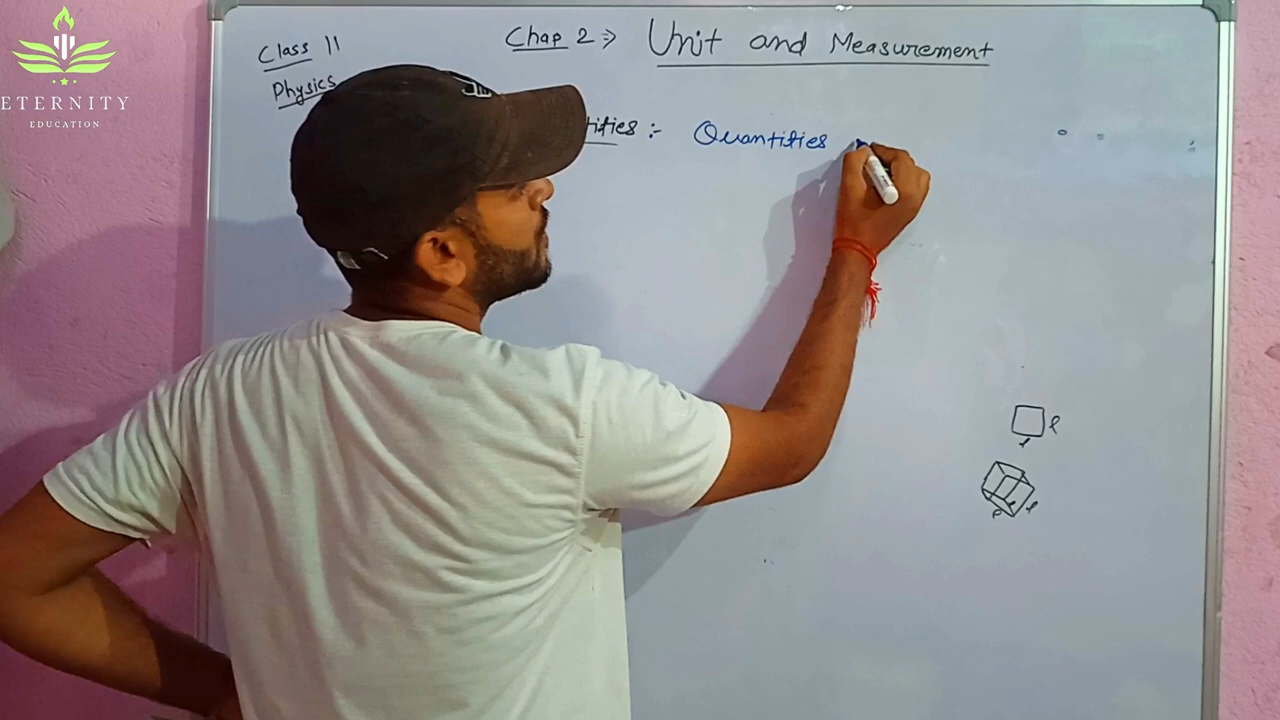 ETERNITY
EDUCATION
Class 11
Physics
Chap 2 ⇒ Unit and Measurement
tities :- Quantities
l
l
l
l
l